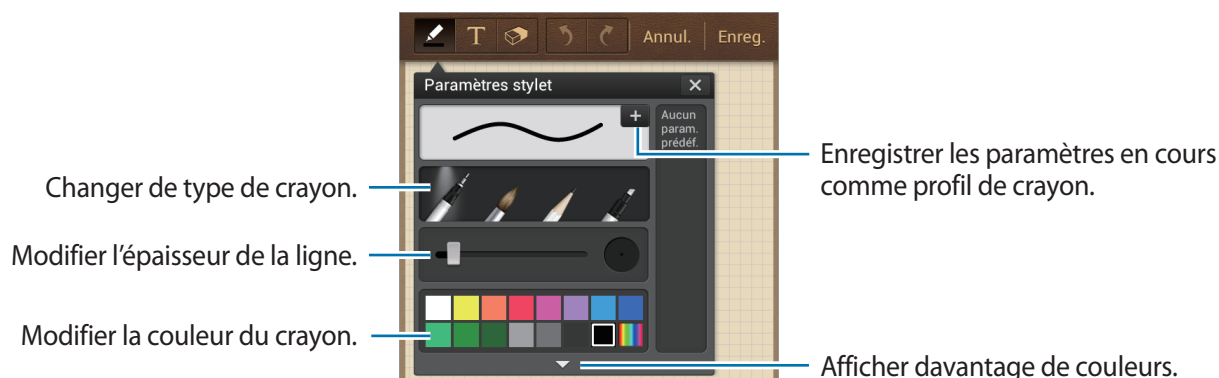 T Annul. Enreg.
Paramètres stylet
Aucun
param.
prédéf.
Enregistrer les paramètres en cours
comme profil de crayon.
Changer de type de crayon.
Modifier l’épaisseur de la ligne.
Modifier la couleur du crayon.
Afficher davantage de couleurs.